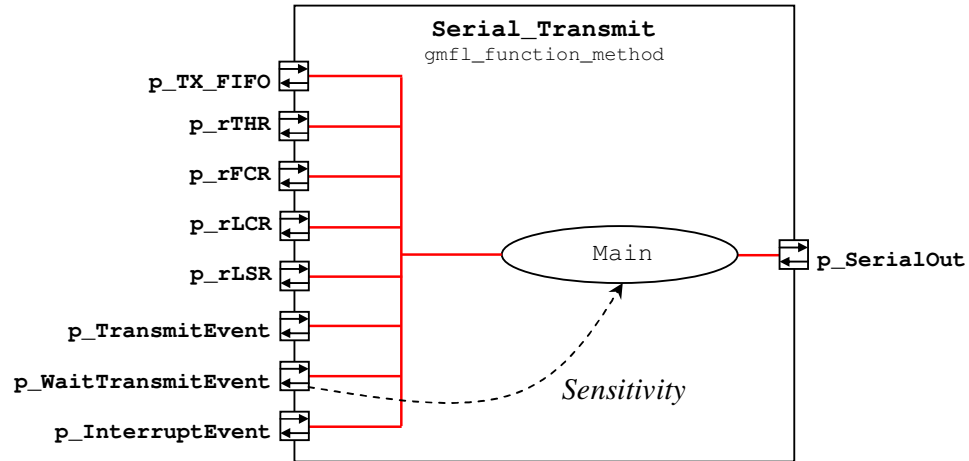 Serial_Transmit
gmfl_function_method
p_TX_FIFO
p_rTHR
p_rFCR
p_rLCR
p_rLSR
p_TransmitEvent
p_WaitTransmitEvent
p_InterruptEvent
Main
p_SerialOut
Sensitivity